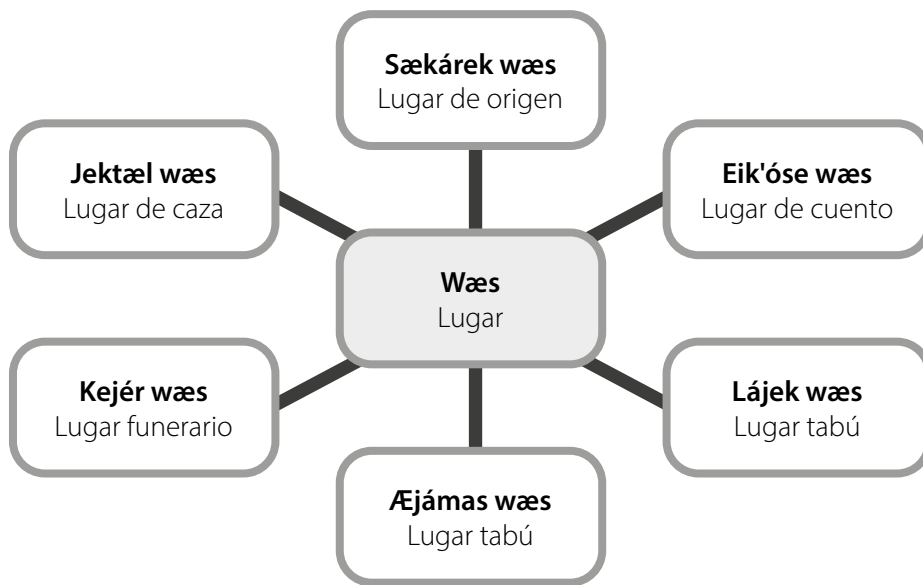 Sækárek wæs
Lugar de origen
Jektæl wæs
Lugar de caza
Eik'óse wæs
Lugar de cuento
Wæs
Lugar
Kejér wæs
Lugar funerario
Lájek wæs
Lugar tabú
Æjámas wæs
Lugar tabú